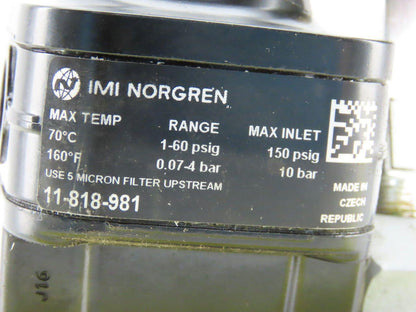 IMI NORGREN
MAX TEMP RANGE MAX INLET
70°C 1-60 psig 150 psig
160°F 0.07-4 bar 10 bar
USE 5 MICRON FILTER UPSTREAM
11-818-981
MADE IN
CZECH
REPUBLIC
J16